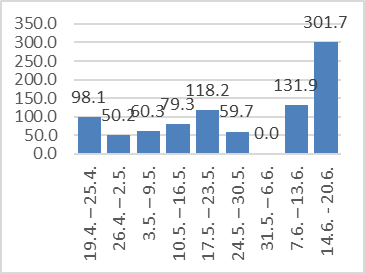 350.0
300.0
250.0
200.0
150.0
100.0
50.0
0.0
98.1
50.2
60.3
79.3
118.2
59.7
0.0
131.9
301.7
19.4. – 25.4.
26.4. – 2.5.
3.5. – 9.5.
10.5. – 16.5.
17.5. – 23.5.
24.5. – 30.5.
31.5. – 6.6.
7.6. – 13.6.
14.6. - 20.6.